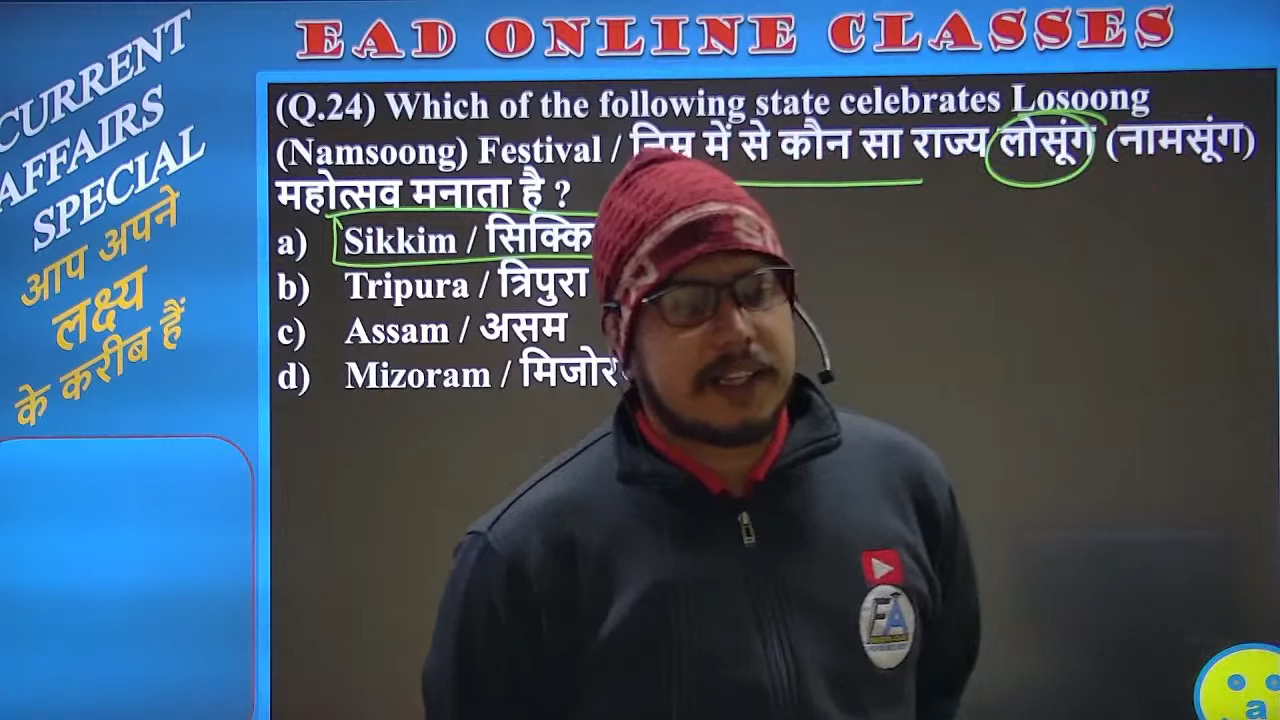 EAD ONLINE CLASSES
CURRENT
AFFAIRS
SPECIAL
आप अपने
लक्ष्य
के करीब हैं
(Q.24) Which of the following state celebrates Losoong
(Namsoong) Festival / निम्न में से कौन सा राज्य लोसूंग (नामसूंग)
महोत्सव मनाता है ?
a) Sikkim / सिक्कि
b) Tripura / त्रिपुरा
c) Assam / असम
d) Mizoram / मिजोर
EA
a